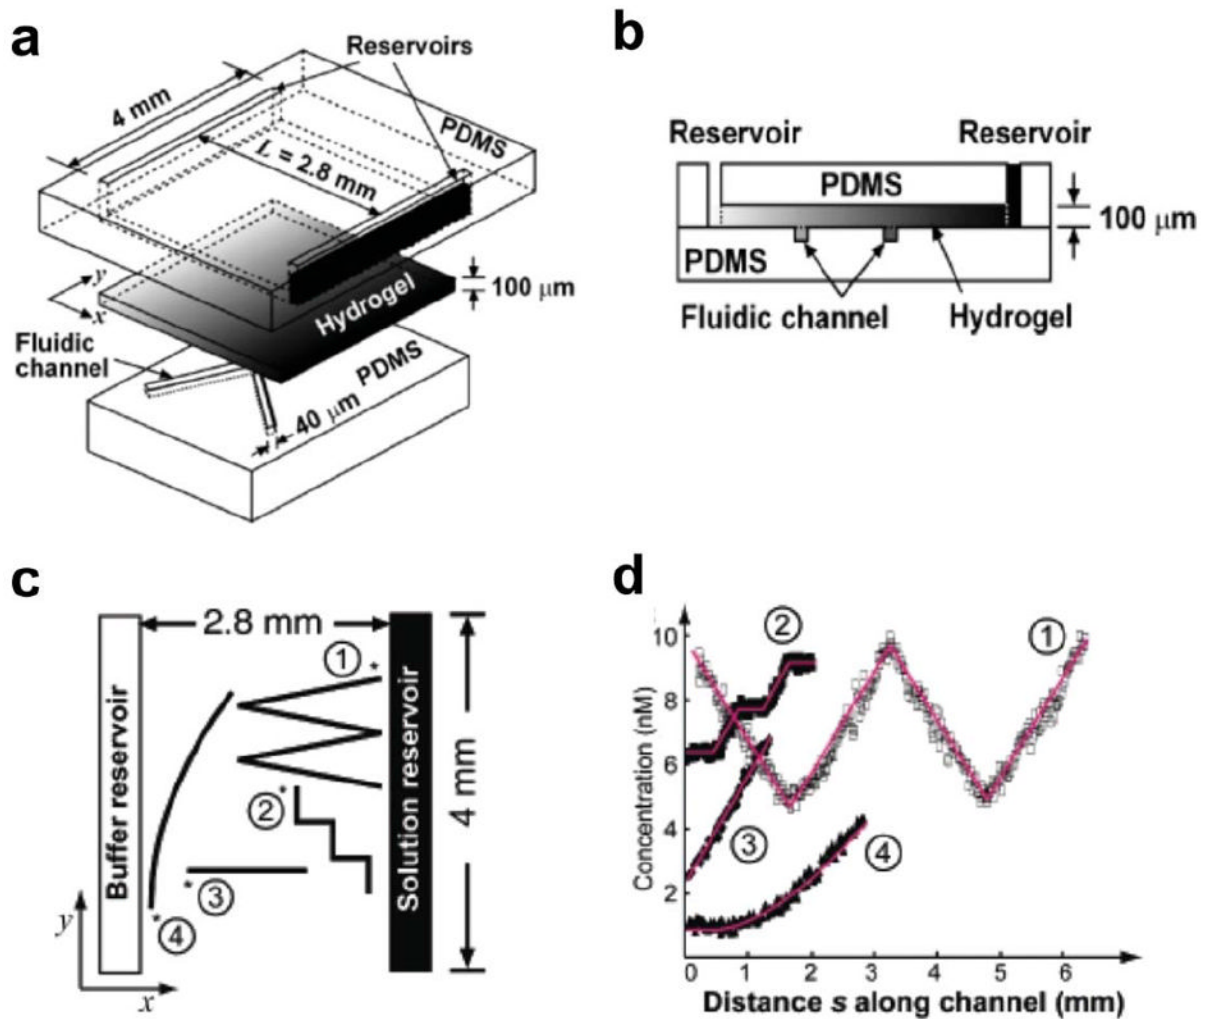 a
Reservoirs
4 mm
PDMS
L = 2.8 mm
y
x
Hydrogel
100 μm
Fluidic
channel
PDMS
40 μm
b
Reservoir Reservoir
PDMS
100 μm
PDMS
Fluidic channel Hydrogel
c
2.8 mm
① *
Buffer reservoir
Solution reservoir
4 mm
② *
* ③
* ④
y
x
d
Concentration (nM)
10
8
6
4
2
② ①
③ ④
0 1 2 3 4 5 6
Distance s along channel (mm)